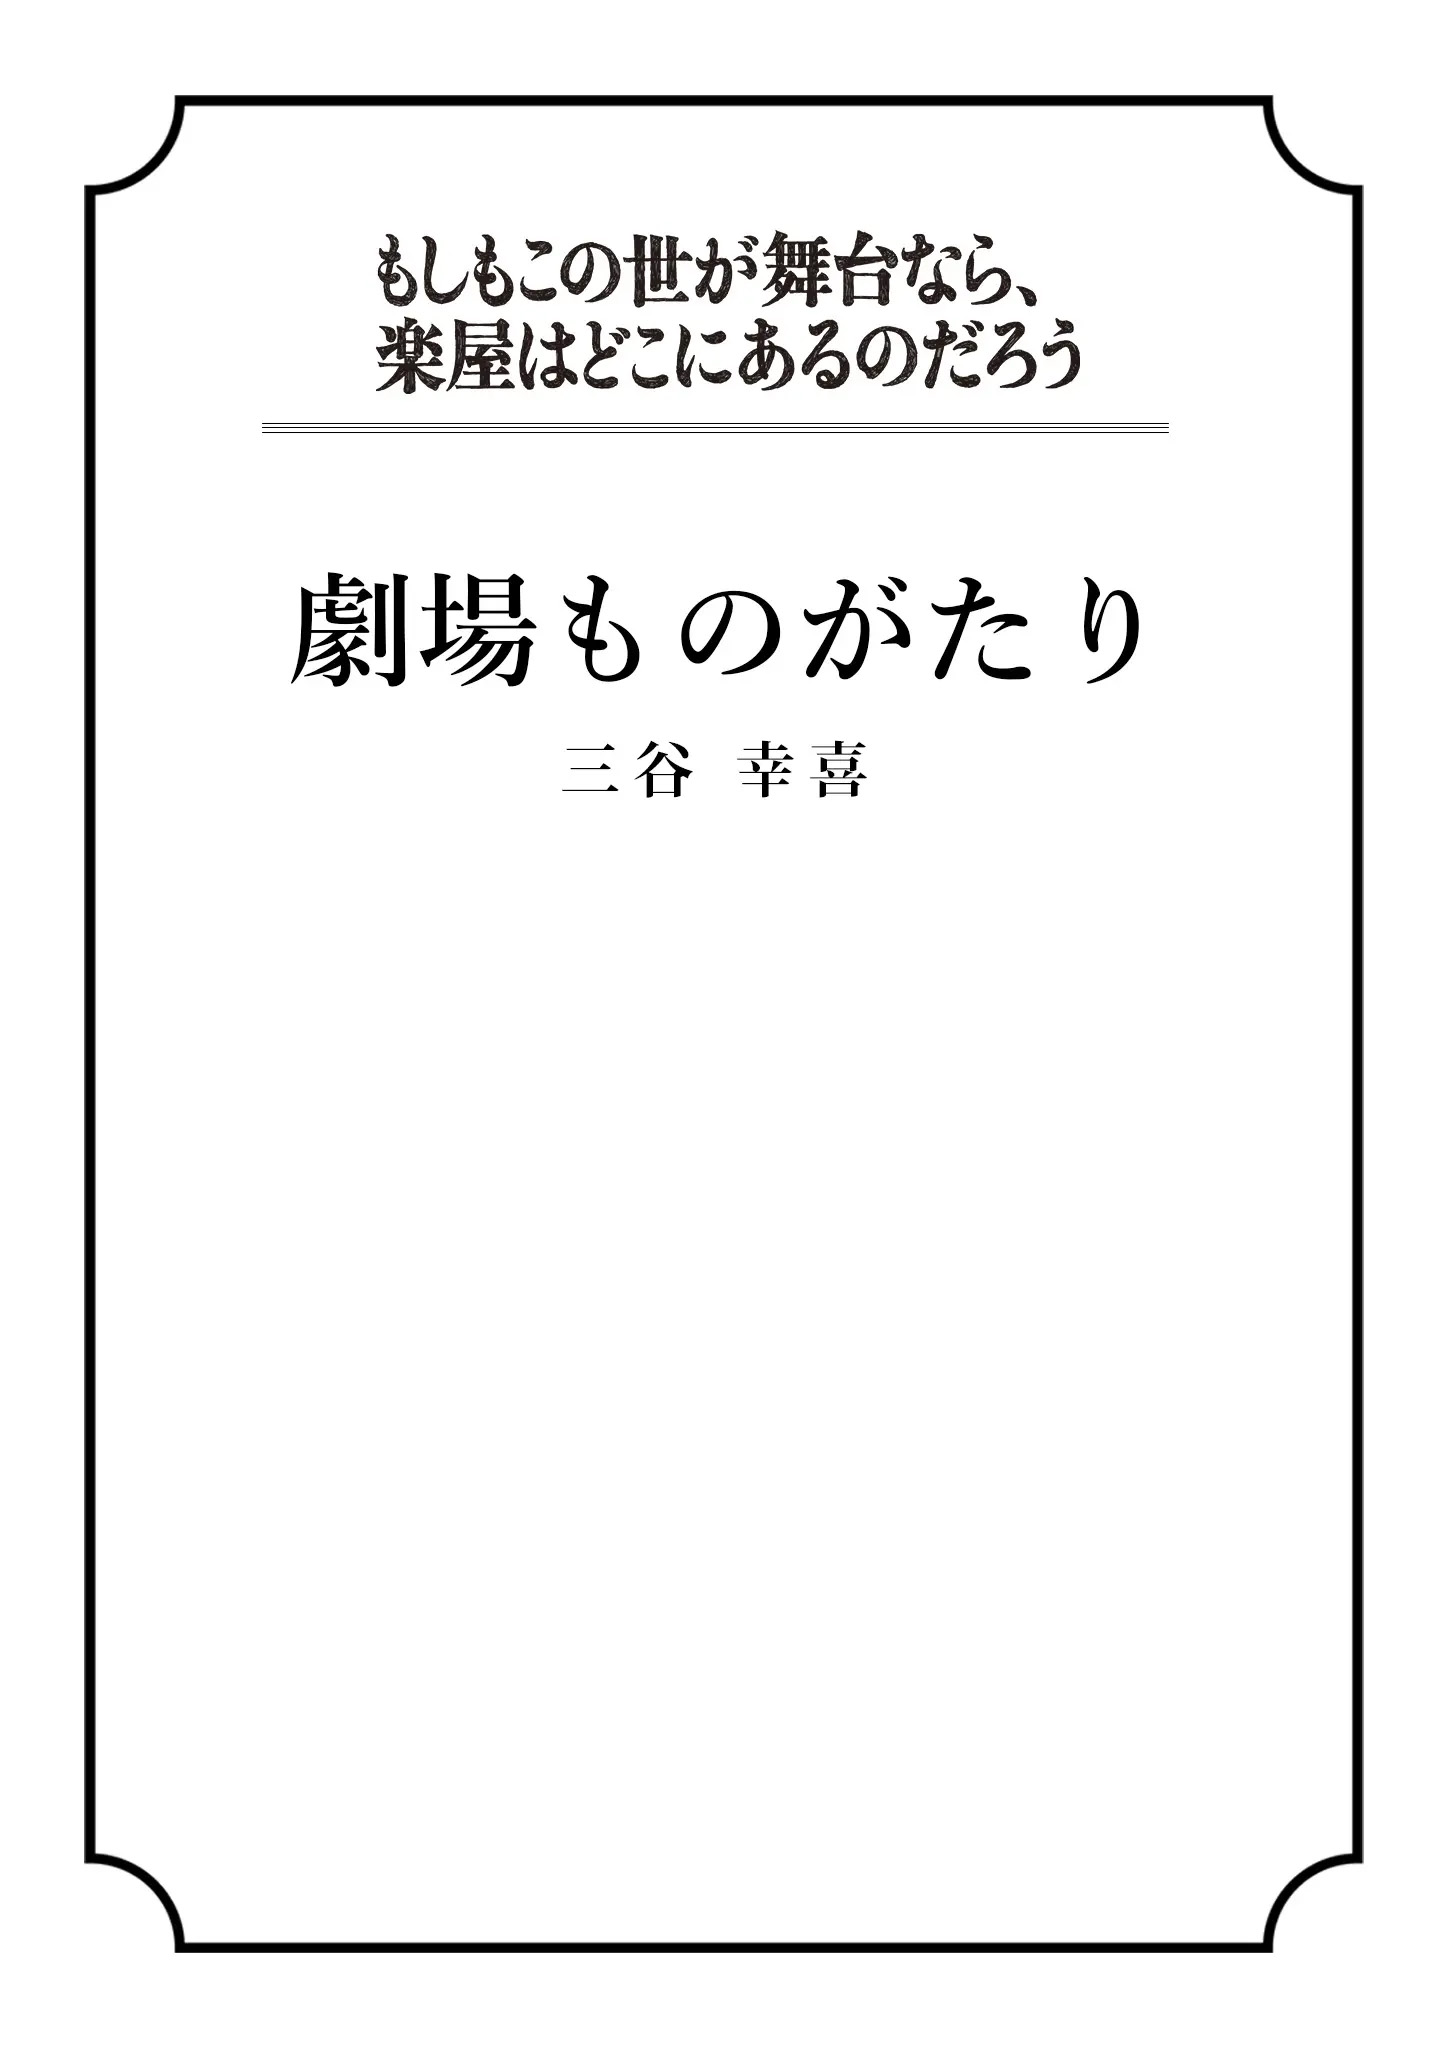 もしもこの世が舞台なら、
楽屋はどこにあるのだろう
劇場ものがたり
三谷 幸喜